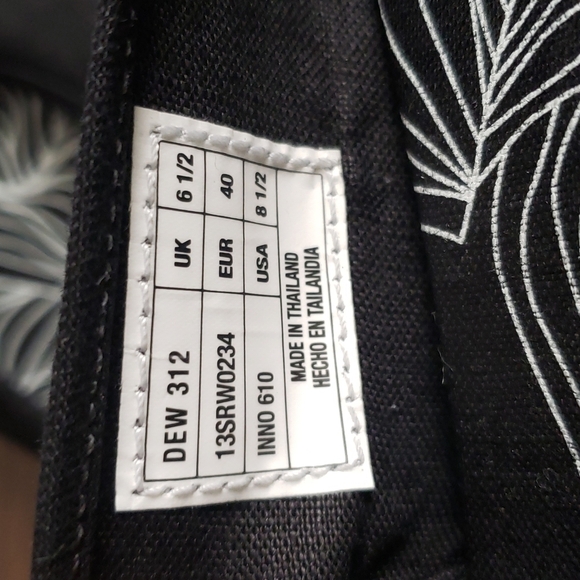 DEW 312 UK 6 1/2
13SRW0234 EUR 40
INNO 610 USA 8 1/2
MADE IN THAILAND
HECHO EN TAILANDIA